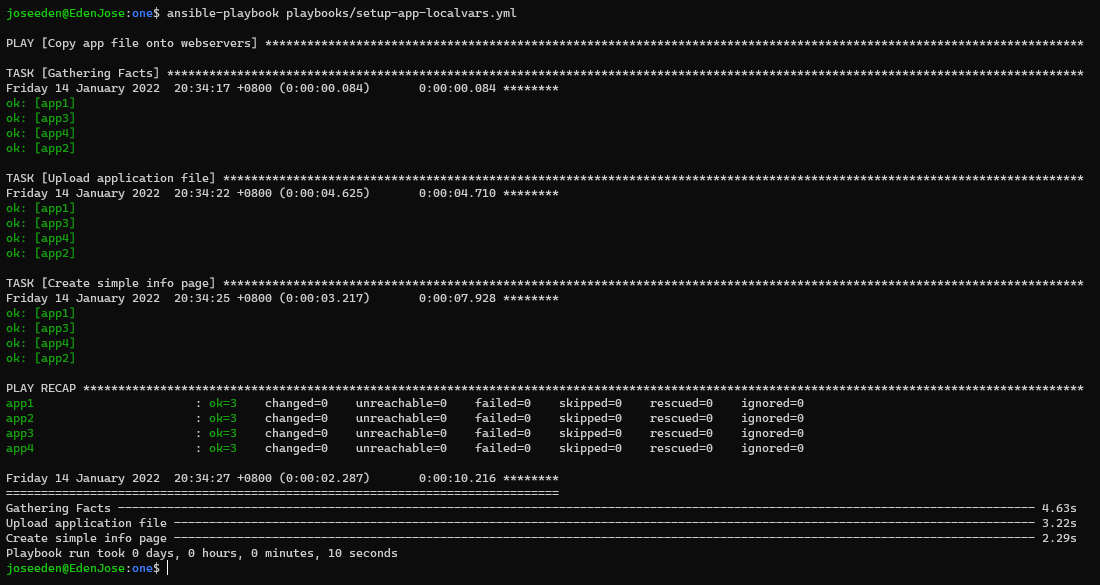 joseeden@EdenJose:one$ ansible-playbook playbooks/setup-app-localvars.yml
PLAY [Copy app file onto webservers] *********************************************************************************************************************
TASK [Gathering Facts] ***********************************************************************************************************************************
Friday 14 January 2022  20:34:17 +0800 (0:00:00.084)       0:00:00.084 ********
ok: [app1]
ok: [app3]
ok: [app4]
ok: [app2]
TASK [Upload application file] ***************************************************************************************************************************
Friday 14 January 2022  20:34:22 +0800 (0:00:04.625)       0:00:04.710 ********
ok: [app1]
ok: [app3]
ok: [app4]
ok: [app2]
TASK [Create simple info page] ***************************************************************************************************************************
Friday 14 January 2022  20:34:25 +0800 (0:00:03.217)       0:00:07.928 ********
ok: [app1]
ok: [app3]
ok: [app4]
ok: [app2]
PLAY RECAP ***********************************************************************************************************************************************
app1                       : ok=3    changed=0    unreachable=0    failed=0    skipped=0    rescued=0    ignored=0
app2                       : ok=3    changed=0    unreachable=0    failed=0    skipped=0    rescued=0    ignored=0
app3                       : ok=3    changed=0    unreachable=0    failed=0    skipped=0    rescued=0    ignored=0
app4                       : ok=3    changed=0    unreachable=0    failed=0    skipped=0    rescued=0    ignored=0
Friday 14 January 2022  20:34:27 +0800 (0:00:02.287)       0:00:10.216 ********
===============================================================================
Gathering Facts ----------------------------------------------------------------------------------------------------------------------------------- 4.63s
Upload application file --------------------------------------------------------------------------------------------------------------------------- 3.22s
Create simple info page --------------------------------------------------------------------------------------------------------------------------- 2.29s
Playbook run took 0 days, 0 hours, 0 minutes, 10 seconds
joseeden@EdenJose:one$